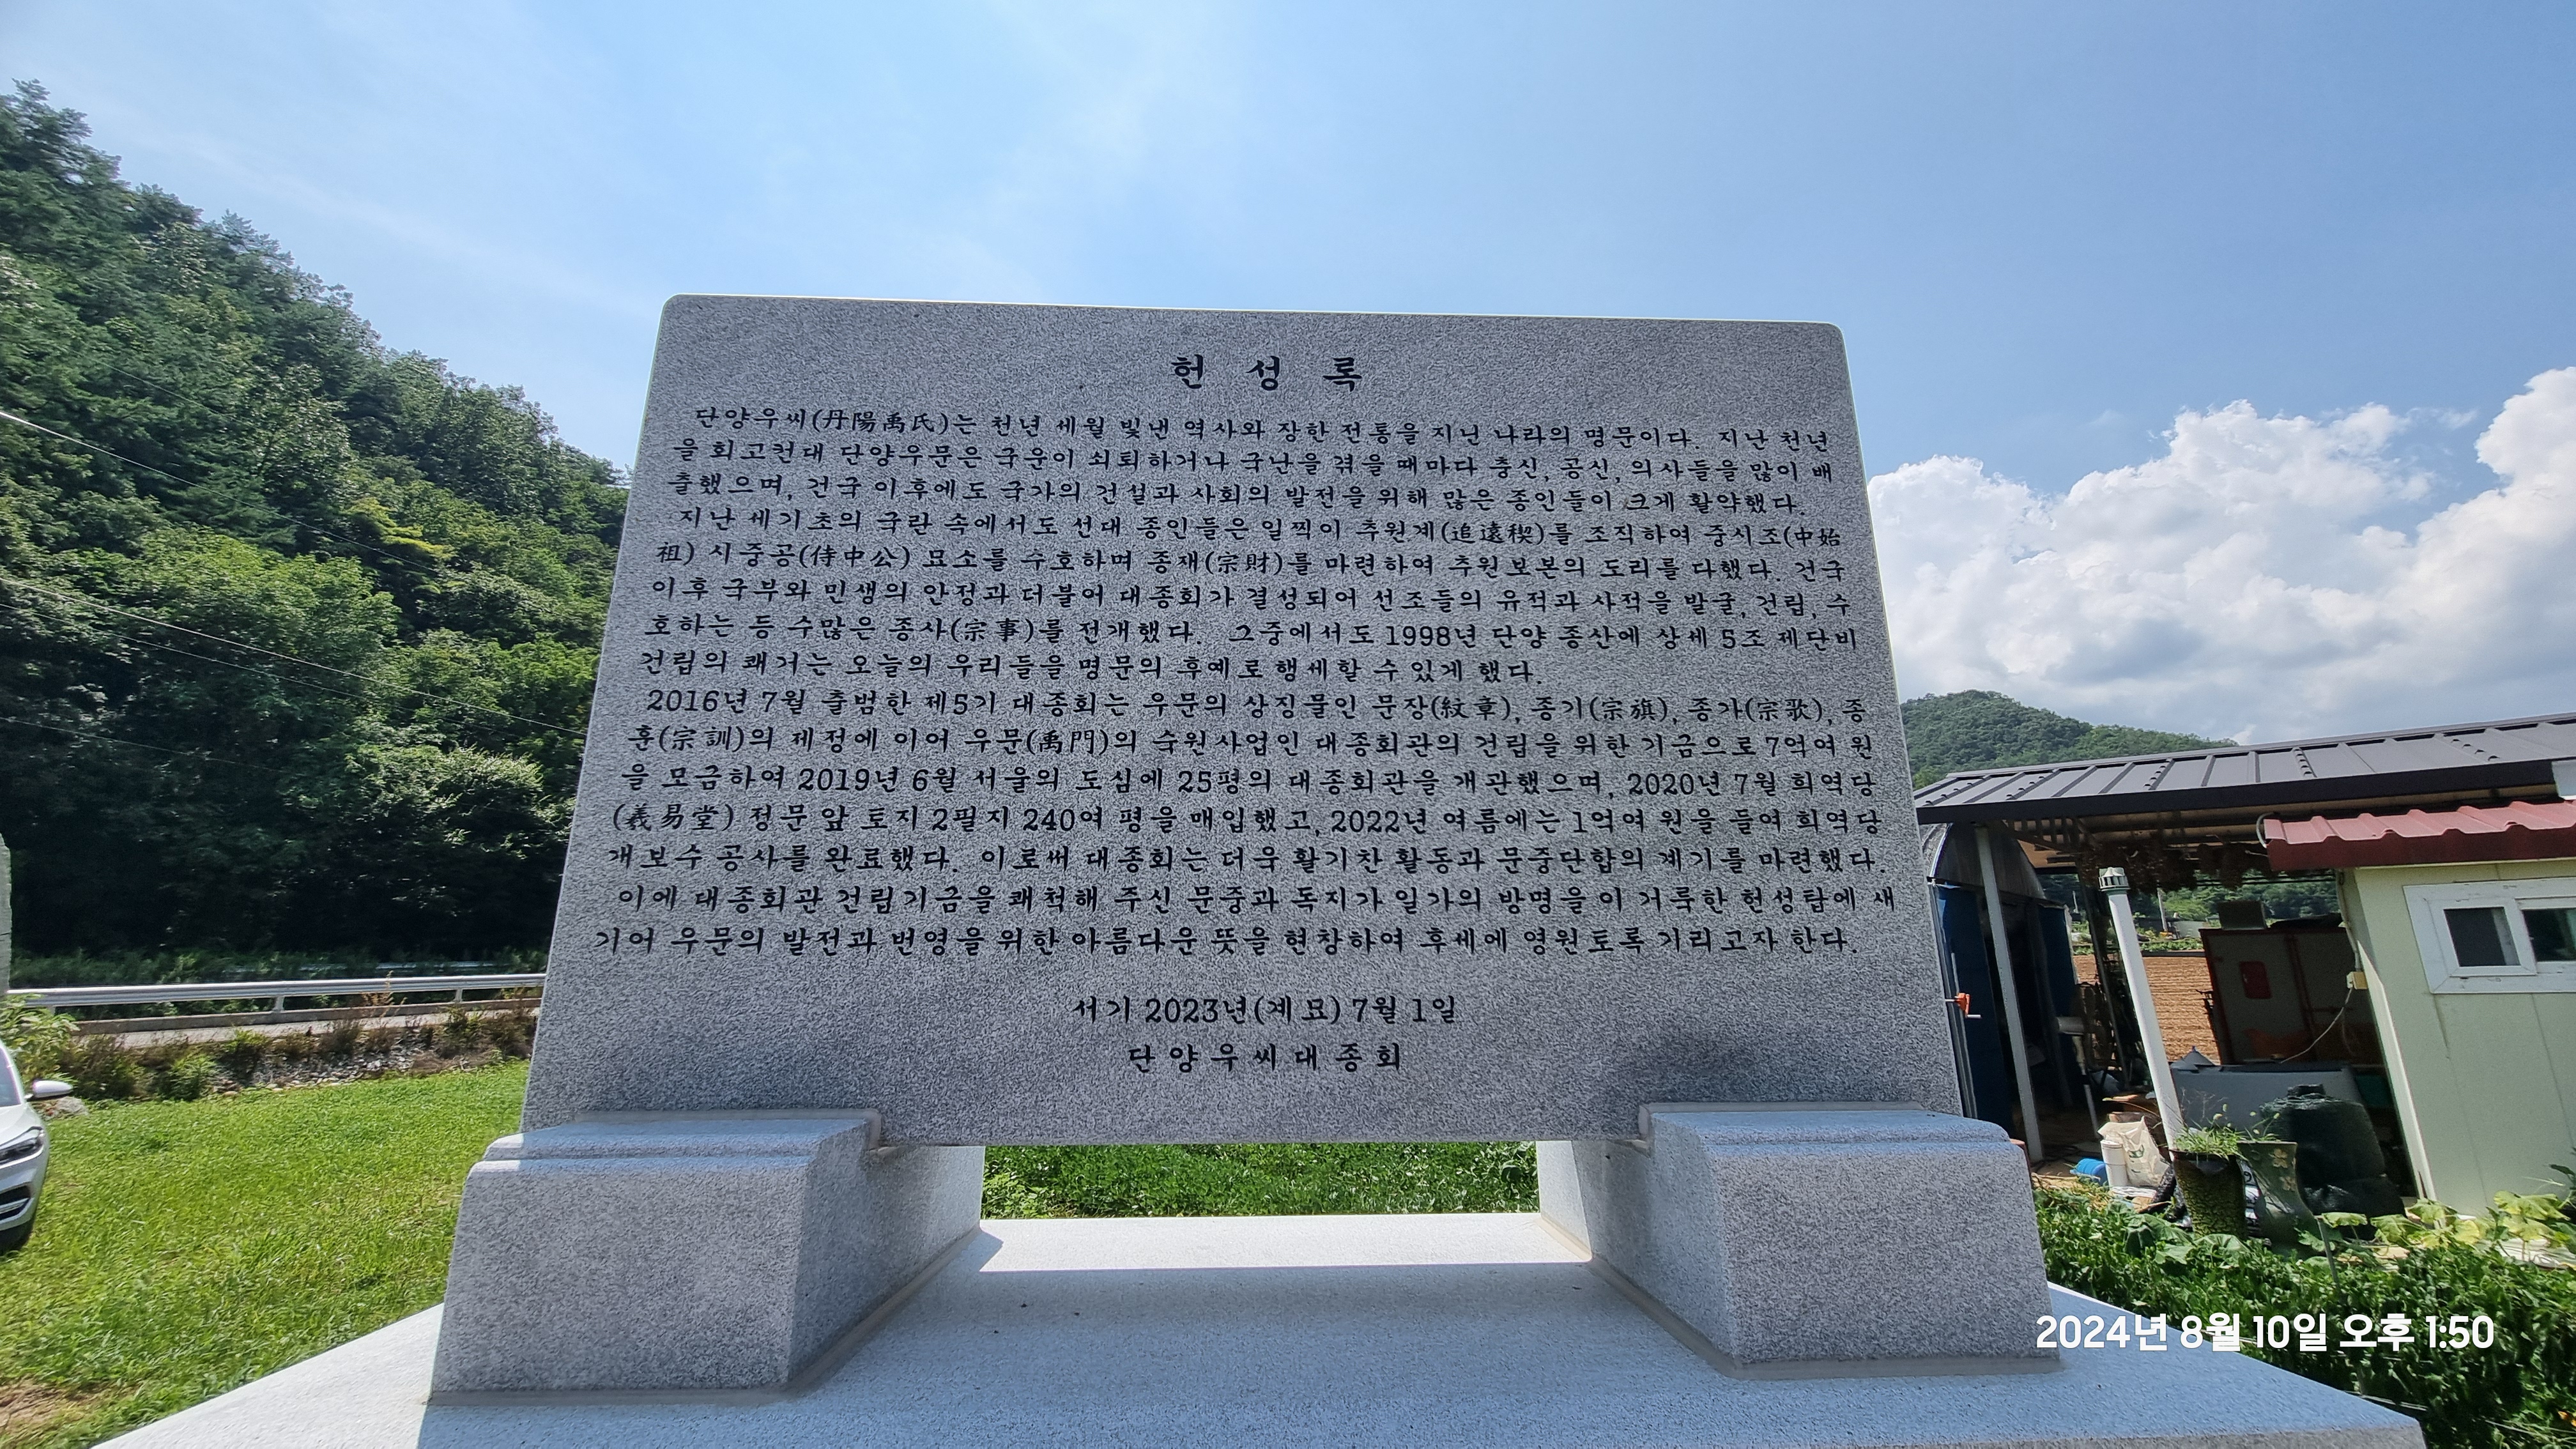 헌 성 록
단양우씨(丹陽禹氏)는 천년 세월 빛낸 역사와 장한 전통을 지닌 나라의 명문이다. 지난 천년
을 회고컨대 단양우문은 국운이 쇠퇴하거나 국난을 겪을 때마다 충신, 공신, 의사들을 많이 배
출했으며, 건국 이후에도 국가의 건설과 사회의 발전을 위해 많은 종인들이 크게 활약했다.
지난 세기초의 국란 속에서도 선대 종인들은 일찍이 추원계(追遠稧)를 조직하여 중시조(中始
祖) 시중공(侍中公) 묘소를 수호하며 종재(宗財)를 마련하여 추원보본의 도리를 다했다. 건국
이후 국부와 민생의 안정과 더불어 대종회가 결성되어 선조들의 유적과 사적을 발굴, 건립, 수
호하는 등 수많은 종사(宗事)를 전개했다. 그중에서도 1998년 단양 종산에 상세 5조 제단비
건립의 쾌거는 오늘의 우리들을 명문의 후예로 행세할 수 있게 했다.
2016년 7월 출범한 제5기 대종회는 우문의 상징물인 문장(紋章), 종기(宗旗), 종가(宗歌), 종
훈(宗訓)의 제정에 이어 우문(禹門)의 숙원사업인 대종회관의 건립을 위한 기금으로 7억여 원
을 모금하여 2019년 6월 서울의 도심에 25평의 대종회관을 개관했으며, 2020년 7월 희역당
(羲易堂) 정문 앞 토지 2필지 240여 평을 매입했고, 2022년 여름에는 1억여 원을 들여 희역당
개보수 공사를 완료했다. 이로써 대종회는 더욱 활기찬 활동과 문중단합의 계기를 마련했다.
이에 대종회관 건립기금을 쾌척해 주신 문중과 독지가 일가의 방명을 이 거룩한 헌성탑에 새
기어 우문의 발전과 번영을 위한 아름다운 뜻을 현창하여 후세에 영원토록 기리고자 한다.
서기 2023년(계묘) 7월 1일
단양우씨대종회
2024년 8월 10일 오후 1:50